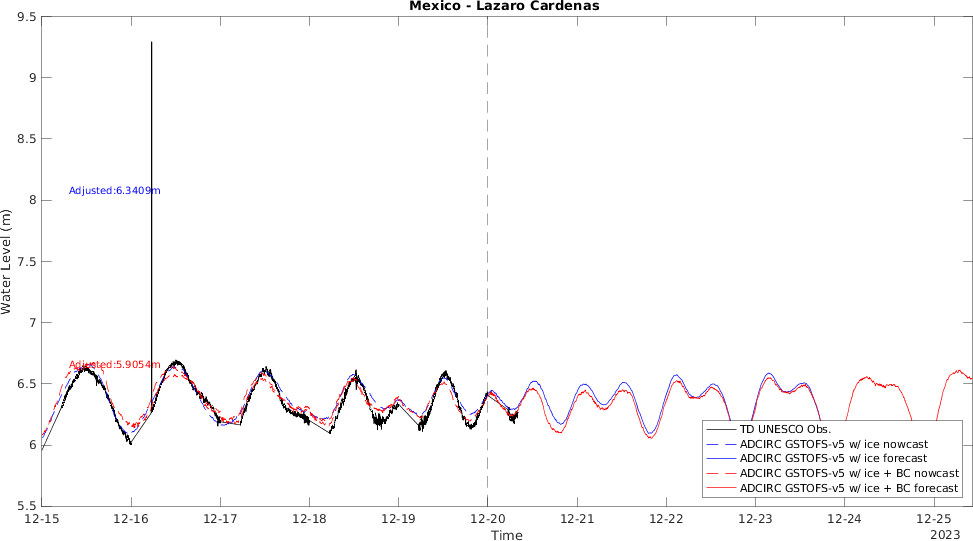 Mexico - Lazaro Cardenas
9.5
9
8.5
8
7.5
7
6.5
6
5.5
Water Level (m)
Adjusted:6.3409m
Adjusted:5.9054m
TD UNESCO Obs.
ADCIRC GSTOFS-v5 w/ ice nowcast
ADCIRC GSTOFS-v5 w/ ice forecast
ADCIRC GSTOFS-v5 w/ ice + BC nowcast
ADCIRC GSTOFS-v5 w/ ice + BC forecast
12-15 12-16 12-17 12-18 12-19 12-20 12-21 12-22 12-23 12-24 12-25
Time
2023